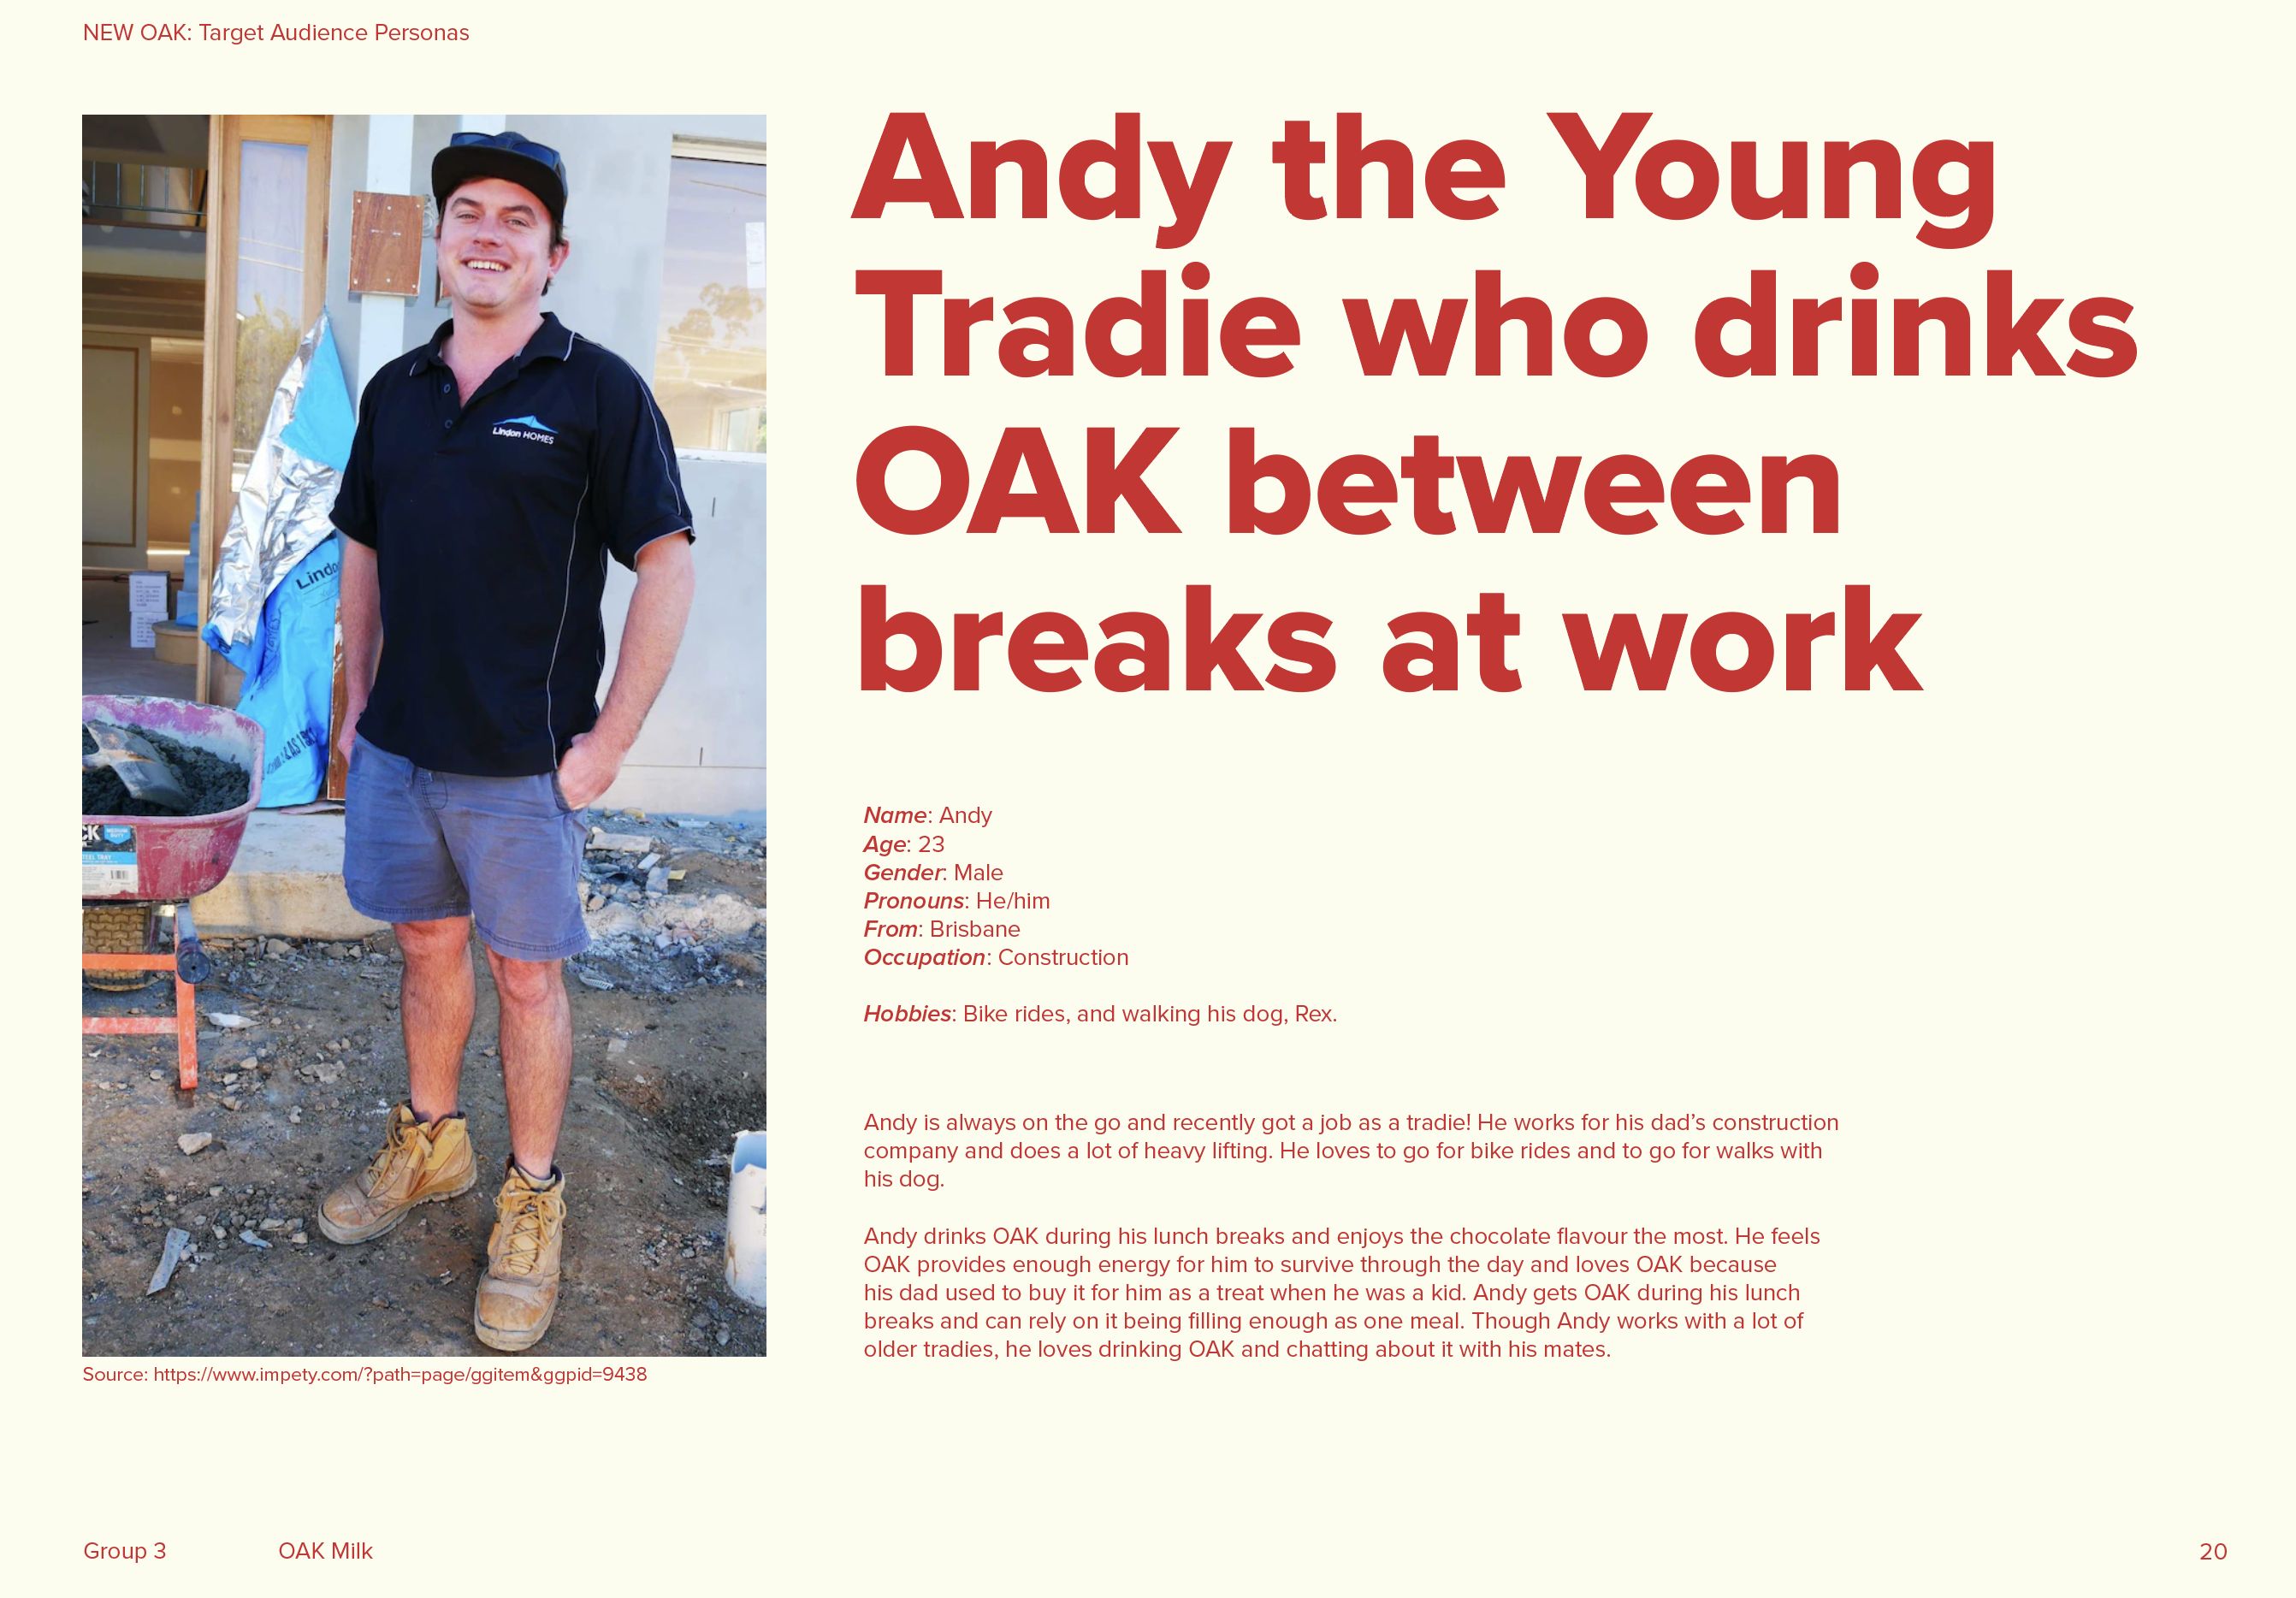 NEW OAK: Target Audience Personas
Andy the Young
Tradie who drinks
OAK between
breaks at work
Lindon HOMES
Lindo
CK
TEEL TRAY
Name: Andy
Age: 23
Gender: Male
Pronouns: He/him
From: Brisbane
Occupation: Construction
Hobbies: Bike rides, and walking his dog, Rex.
Andy is always on the go and recently got a job as a tradie! He works for his dad’s construction
company and does a lot of heavy lifting. He loves to go for bike rides and to go for walks with
his dog.
Andy drinks OAK during his lunch breaks and enjoys the chocolate flavour the most. He feels
OAK provides enough energy for him to survive through the day and loves OAK because
his dad used to buy it for him as a treat when he was a kid. Andy gets OAK during his lunch
breaks and can rely on it being filling enough as one meal. Though Andy works with a lot of
older tradies, he loves drinking OAK and chatting about it with his mates.
Source: https://www.impety.com/?path=page/ggitem&ggpid=9438
Group 3
OAK Milk
20